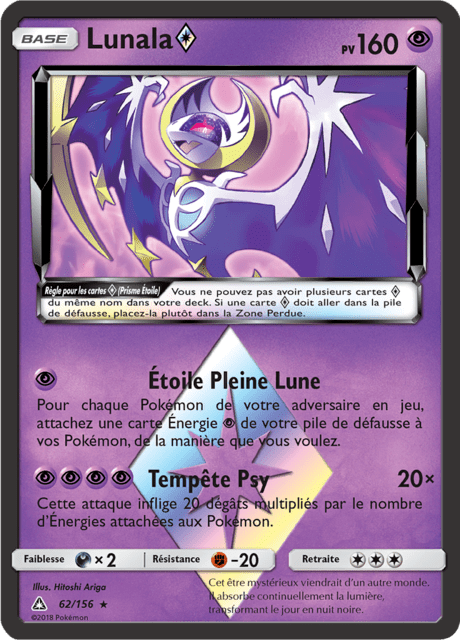 BASE Lunala PV160
Règle pour les cartes ◇ (Prisme Étoile) Vous ne pouvez pas avoir plusieurs cartes ◇
du même nom dans votre deck. Si une carte ◇ doit aller dans la pile
de défausse, placez-la plutôt dans la Zone Perdue.
Étoile Pleine Lune
Pour chaque Pokémon de votre adversaire en jeu,
attachez une carte Énergie de votre pile de défausse à
vos Pokémon, de la manière que vous voulez.
Tempête Psy 20×
Cette attaque inflige 20 dégâts multipliés par le nombre
d'Énergies attachées aux Pokémon.
Faiblesse ×2 Résistance -20 Retraite
Illus. Hitoshi Ariga
62/156 ★
©2018 Pokémon
Cet être mystérieux viendrait d'un autre monde.
Il absorbe continuellement la lumière,
transformant le jour en nuit noire.